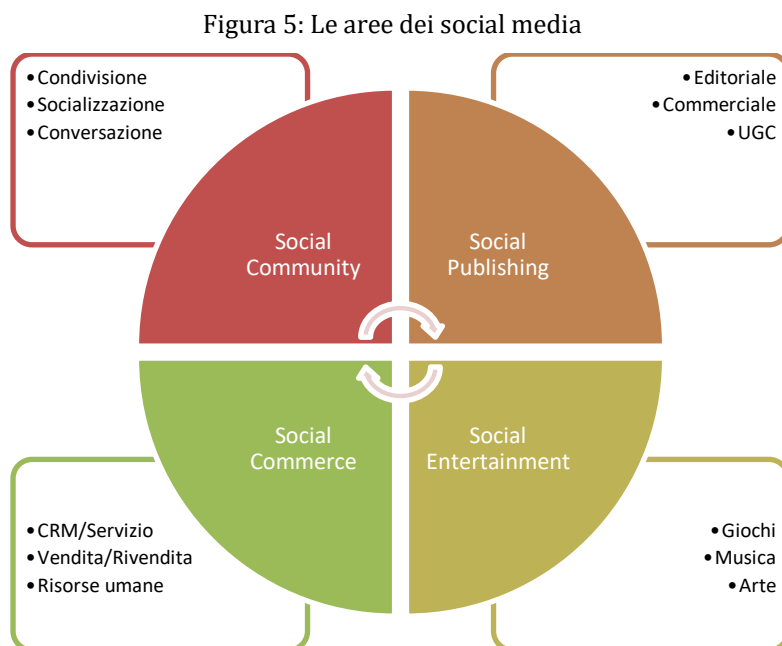 Figura 5: Le aree dei social media
•Condivisione
•Socializzazione
•Conversazione
•Editoriale
•Commerciale
•UGC
Social
Community
Social
Publishing
Social
Commerce
Social
Entertainment
•CRM/Servizio
•Vendita/Rivendita
•Risorse umane
•Giochi
•Musica
•Arte